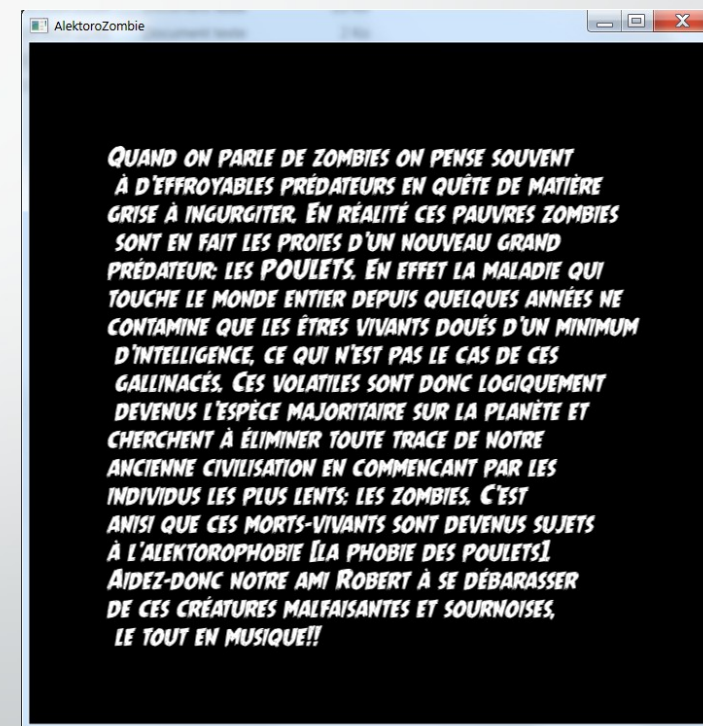 AlektoroZombie
QUAND ON PARLE DE ZOMBIES ON PENSE SOUVENT
À D'EFFROYABLES PRÉDATEURS EN QUÊTE DE MATIÈRE
GRISE À INGURGITER. EN RÉALITÉ CES PAUVRES ZOMBIES
SONT EN FAIT LES PROIES D'UN NOUVEAU GRAND
PRÉDATEUR: LES POULETS. EN EFFET LA MALADIE QUI
TOUCHE LE MONDE ENTIER DEPUIS QUELQUES ANNÉES NE
CONTAMINE QUE LES ÊTRES VIVANTS DOUÉS D'UN MINIMUM
D'INTELLIGENCE, CE QUI N'EST PAS LE CAS DE CES
GALLINACÉS. CES VOLATILES SONT DONC LOGIQUEMENT
DEVENUS L'ESPÈCE MAJORITAIRE SUR LA PLANÈTE ET
CHERCHENT À ÉLIMINER TOUTE TRACE DE NOTRE
ANCIENNE CIVILISATION EN COMMENCANT PAR LES
INDIVIDUS LES PLUS LENTS: LES ZOMBIES. C'EST
ANISI QUE CES MORTS-VIVANTS SONT DEVENUS SUJETS
À L'ALEKTOROPHOBIE [LA PHOBIE DES POULETS].
AIDEZ-DONC NOTRE AMI ROBERT À SE DÉBARASSER
DE CES CRÉATURES MALFAISANTES ET SOURNOISES,
LE TOUT EN MUSIQUE!!